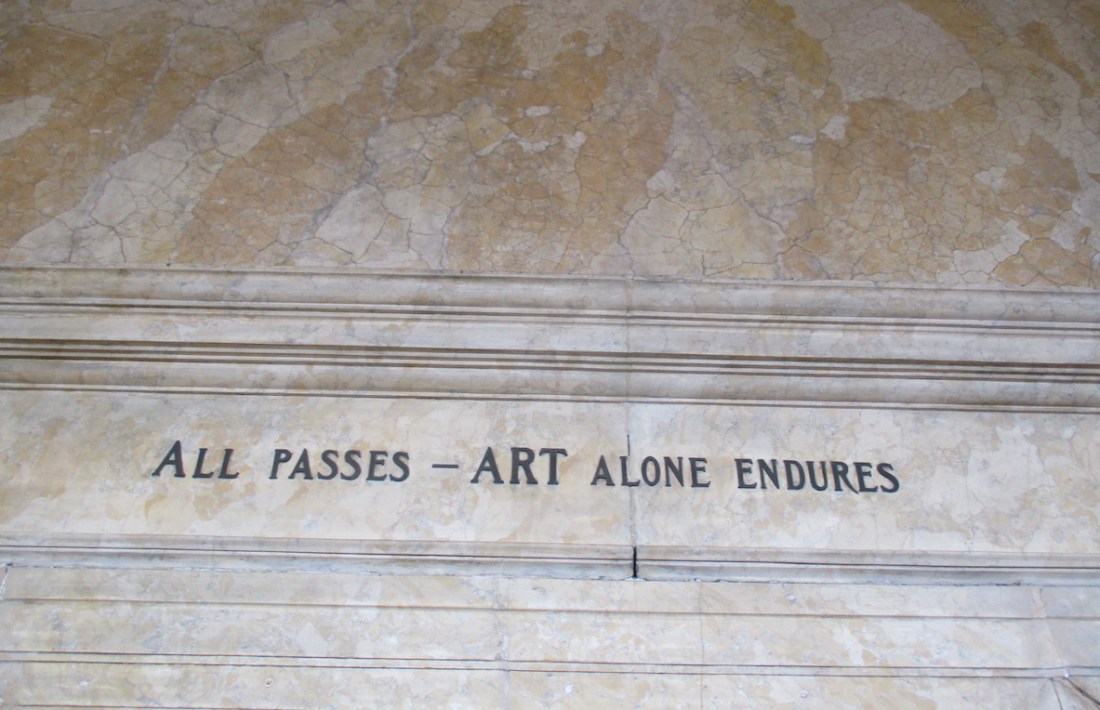 ALL PASSES – ART ALONE ENDURES